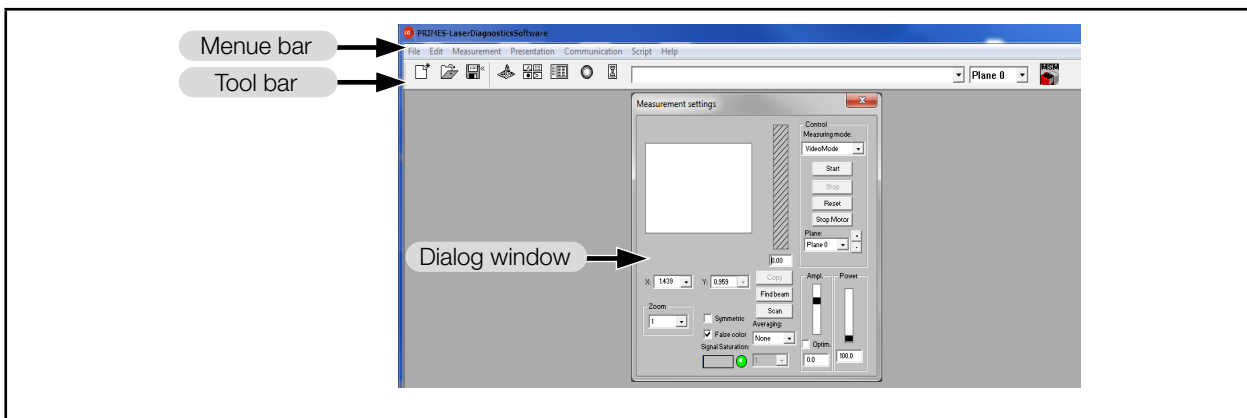 PRIMES-LaserDiagnosticsSoftware
Menue bar
File Edit Measurement Presentation Communication Script Help
Tool bar
Plane 0
MSM
Measurement settings
Control
Measuring mode:
VideoMode
Start
Stop
Reset
Stop Motor
Plane:
Plane 0
+
-
Dialog window
0.00
X: 1.439 Y: 0.959
Copy
Ampl. Power
Find beam
Zoom
1
Symmetric
Scan
Averaging:
False color
None
Optim.
Signal Saturation:
1
0.0
100.0